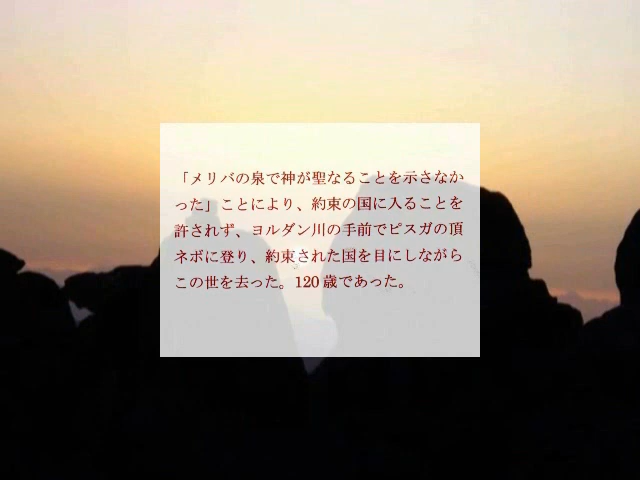 「メリバの泉で神が聖なることを示さなか
った」ことにより、約束の国に入ることを
許されず、ヨルダン川の手前でピスガの頂
ネボに登り、約束された国を目にしながら
この世を去った。120 歳であった。